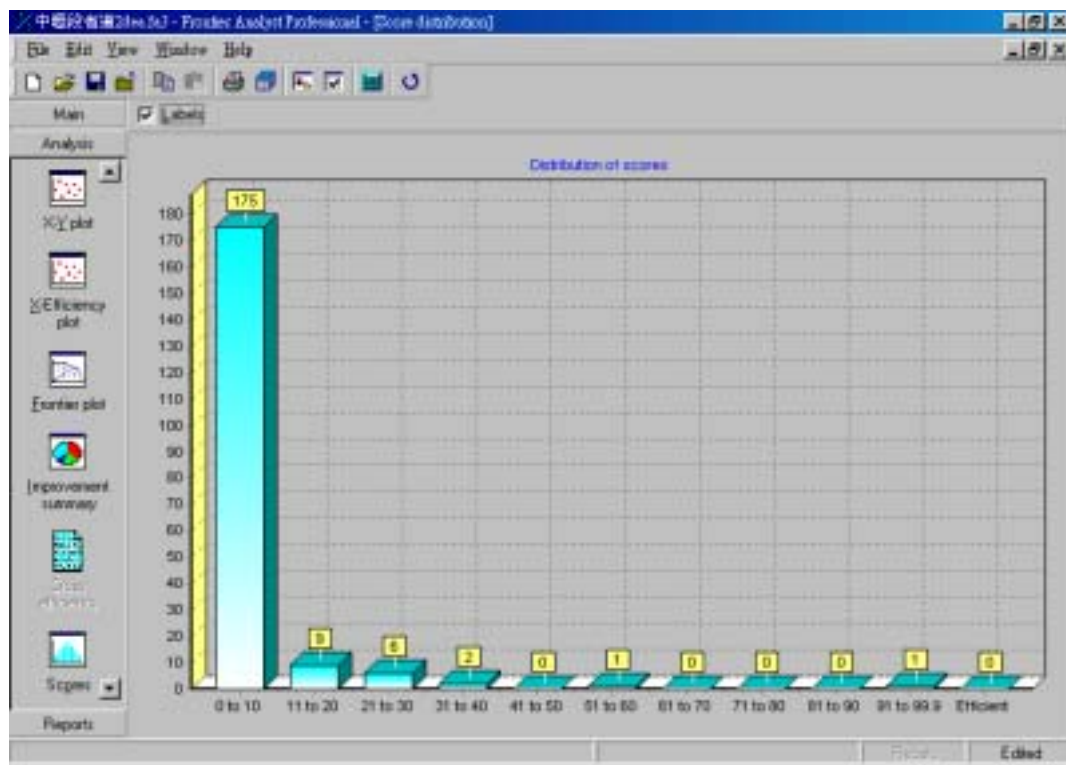 Frontier Analyst Professional - [Score distribution]
File Edit View Window Help
Main
Labels
Analysis
X-Y plot
X-Efficiency
plot
Frontier plot
Improvement
summary
Scores
Reports
Distribution of scores
180
170
160
150
140
130
120
110
100
90
80
70
60
50
40
30
20
10
0
175
9
6
2
0
1
0
0
0
1
0
0 to 10
11 to 20
21 to 30
31 to 40
41 to 50
51 to 60
61 to 70
71 to 80
81 to 90
91 to 99.9
Efficient
Edited